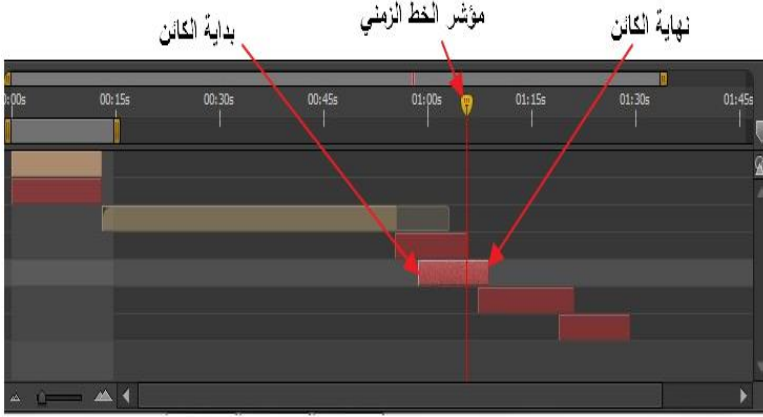 نهاية الكائن
مؤشر الخط الزمني
بداية الكائن
0:00s 00:15s 00:30s 00:45s 01:00s 01:15s 01:30s 01:45s